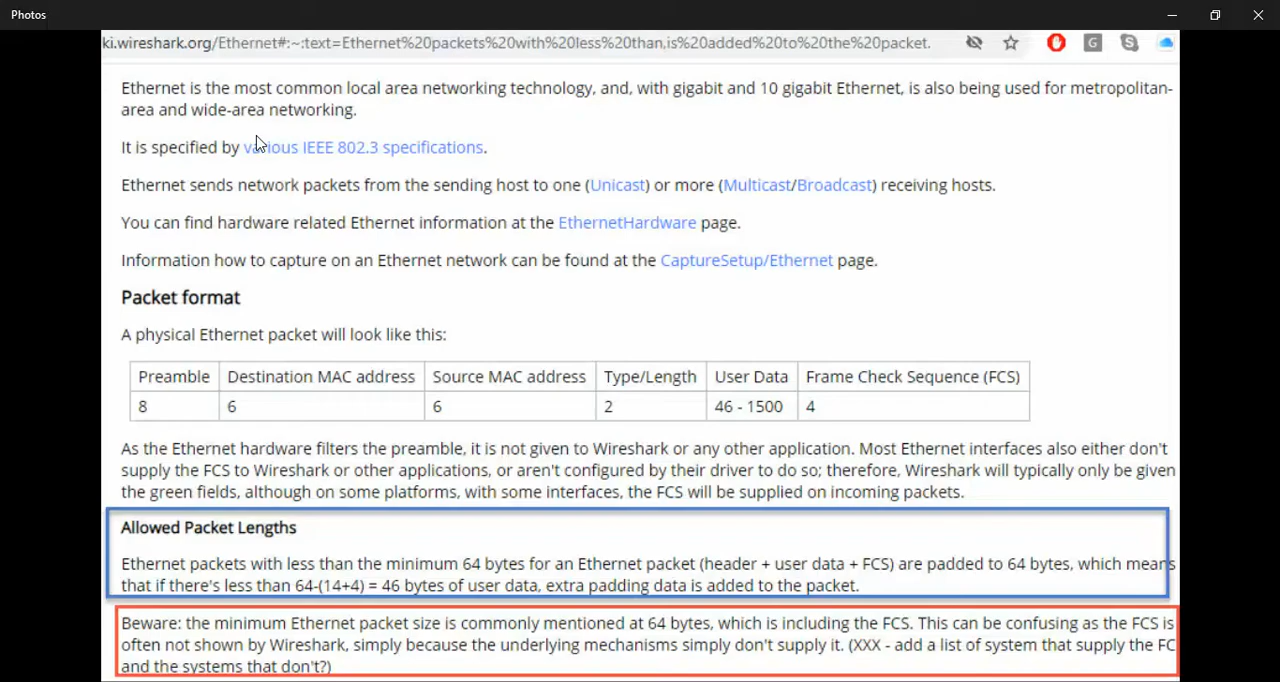 Photos
ki.wireshark.org/Ethernet#:~:text=Ethernet%20packets%20with%20less%20than,is%20added%20to%20the%20packet.
Ethernet is the most common local area networking technology, and, with gigabit and 10 gigabit Ethernet, is also being used for metropolitan-
area and wide-area networking.
It is specified by various IEEE 802.3 specifications.
Ethernet sends network packets from the sending host to one (Unicast) or more (Multicast/Broadcast) receiving hosts.
You can find hardware related Ethernet information at the EthernetHardware page.
Information how to capture on an Ethernet network can be found at the CaptureSetup/Ethernet page.
Packet format
A physical Ethernet packet will look like this:
Preamble Destination MAC address Source MAC address Type/Length User Data Frame Check Sequence (FCS)
8 6 6 2 46 - 1500 4
As the Ethernet hardware filters the preamble, it is not given to Wireshark or any other application. Most Ethernet interfaces also either don't
supply the FCS to Wireshark or other applications, or aren't configured by their driver to do so; therefore, Wireshark will typically only be given
the green fields, although on some platforms, with some interfaces, the FCS will be supplied on incoming packets.
Allowed Packet Lengths
Ethernet packets with less than the minimum 64 bytes for an Ethernet packet (header + user data + FCS) are padded to 64 bytes, which means
that if there's less than 64-(14+4) = 46 bytes of user data, extra padding data is added to the packet.
Beware: the minimum Ethernet packet size is commonly mentioned at 64 bytes, which is including the FCS. This can be confusing as the FCS is
often not shown by Wireshark, simply because the underlying mechanisms simply don't supply it. (XXX - add a list of system that supply the FC
and the systems that don't?)